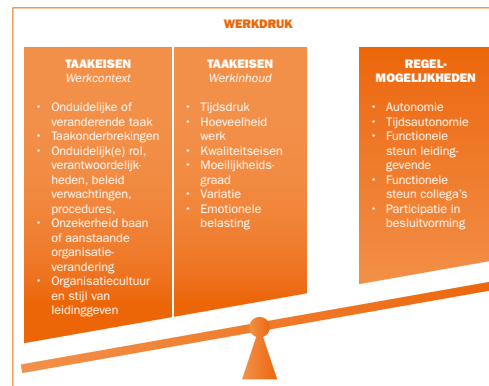 WERKDRUK
TAAKEISEN
Werkcontext
• Onduidelijke of
veranderende taak
• Taakonderbrekingen
• Onduidelijk(e) rol,
verantwoordelijk-
heden, beleid
verwachtingen,
procedures,
• Onzekerheid baan
of aanstaande
organisatie-
verandering
• Organisatiecultuur
en stijl van
leidinggeven
TAAKEISEN
Werkinhoud
• Tijdsdruk
• Hoeveelheid
werk
• Kwaliteitseisen
• Moeilijkheids-
graad
• Variatie
• Emotionele
belasting
REGEL-
MOGELIJKHEDEN
• Autonomie
• Tijdsautonomie
• Functionele
steun leiding-
gevende
• Functionele
steun collega's
• Participatie in
besluitvorming